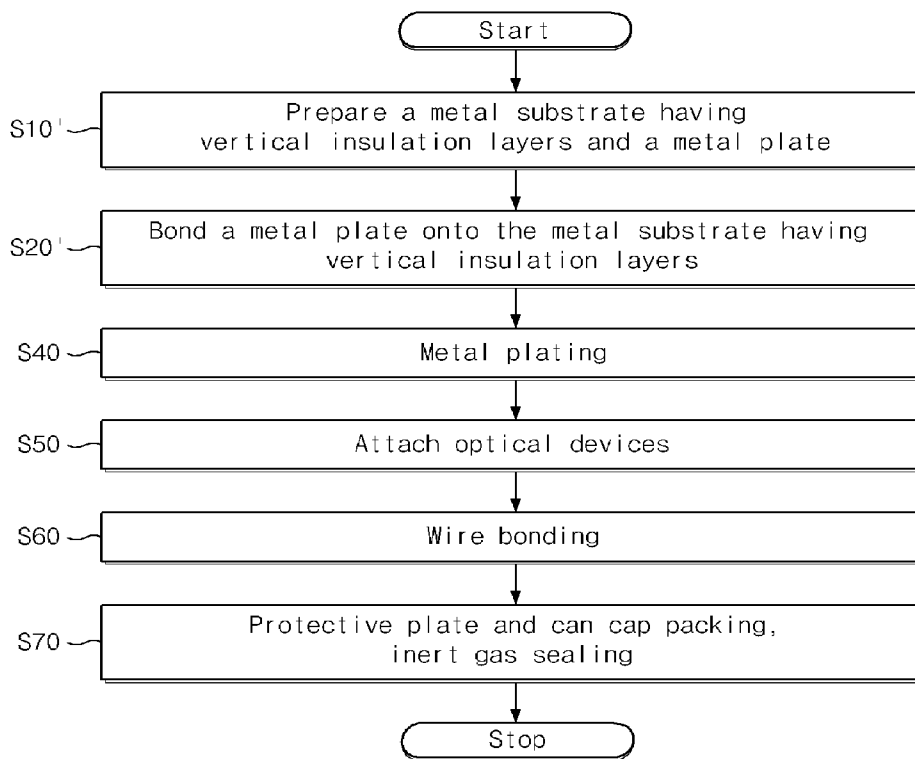 Start
S10'
Prepare a metal substrate having
vertical insulation layers and a metal plate
S20'
Bond a metal plate onto the metal substrate having
vertical insulation layers
S40
Metal plating
S50
Attach optical devices
S60
Wire bonding
S70
Protective plate and can cap packing,
inert gas sealing
Stop